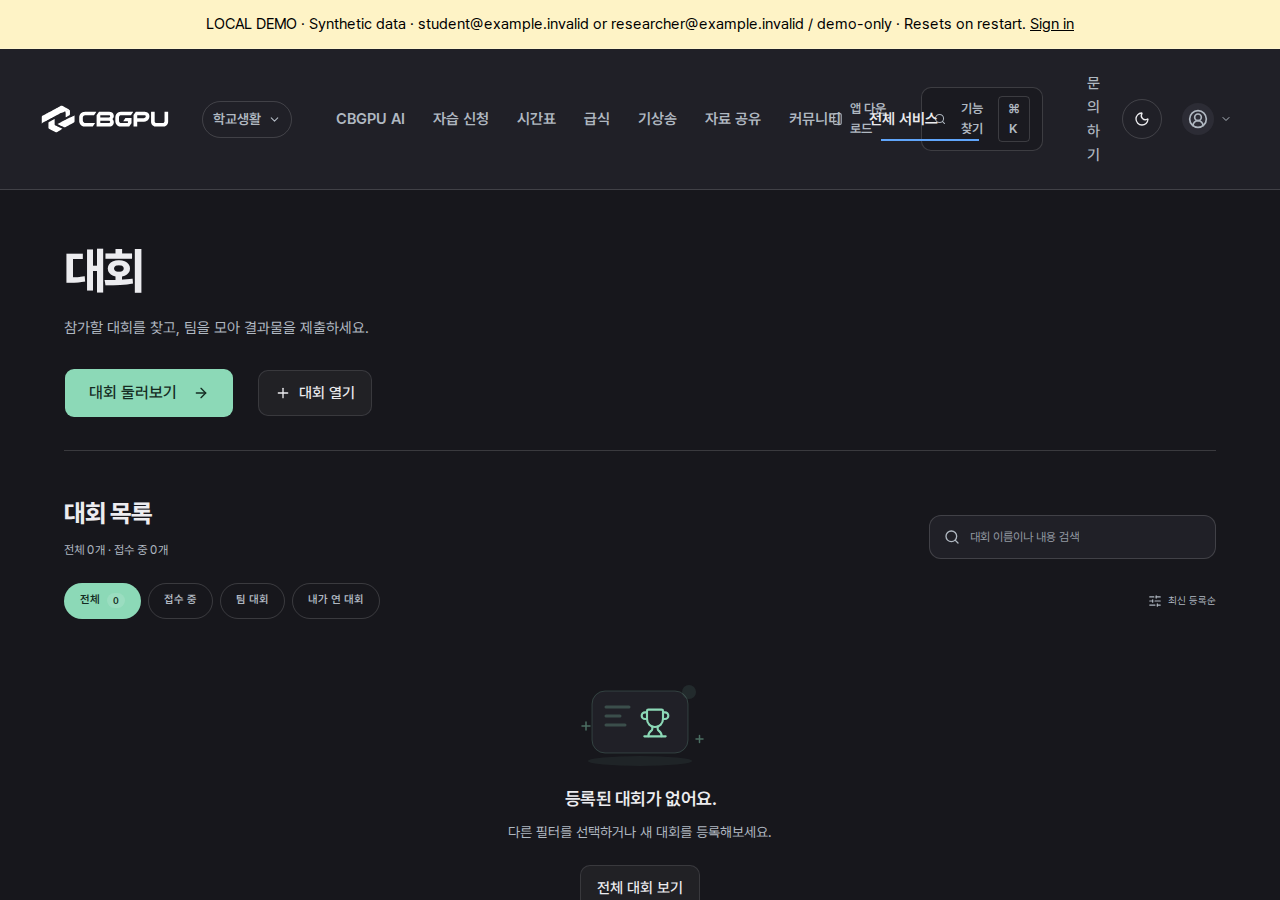 LOCAL DEMO · Synthetic data · student@example.invalid or researcher@example.invalid / demo-only · Resets on restart. Sign in
CBGPU
학교생활
CBGPU AI
자습 신청
시간표
급식
기상송
자료 공유
커뮤니티
앱 다운
로드
전체 서비스
기능
찾기
⌘
K
문
의
하
기
대회
참가할 대회를 찾고, 팀을 모아 결과물을 제출하세요.
대회 둘러보기
대회 열기
대회 목록
전체 0개 · 접수 중 0개
대회 이름이나 내용 검색
전체 0
접수 중
팀 대회
내가 연 대회
최신 등록순
등록된 대회가 없어요.
다른 필터를 선택하거나 새 대회를 등록해보세요.
전체 대회 보기